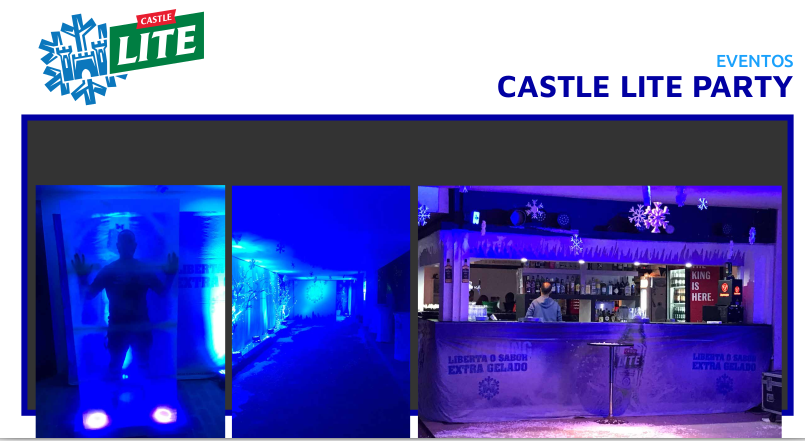 CASTLE
LITE
EVENTOS
CASTLE LITE PARTY
LIBERTA
EXTRA
KING
IS
HERE.
LIBERTA O SABOR
EXTRA GELADO
LITE
LIBERTA O SABOR
EXTRA GELADO